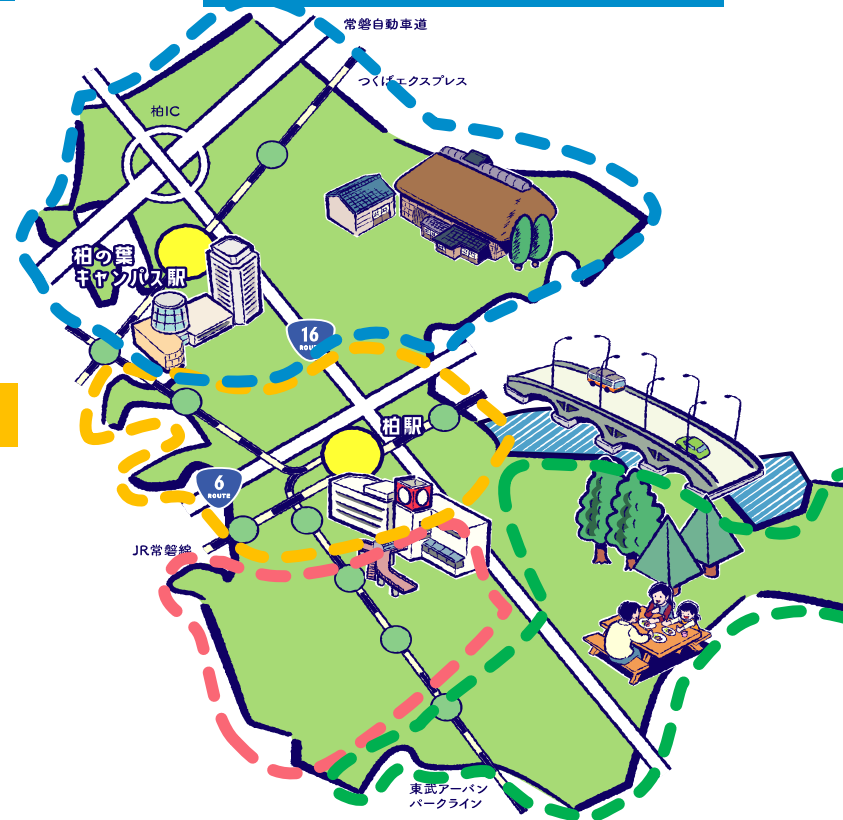 常磐自動車道
つくばエクスプレス
柏IC
柏の葉
キャンパス駅
16
ROUTE
柏駅
6
ROUTE
JR常磐線
東武アーバン
パークライン